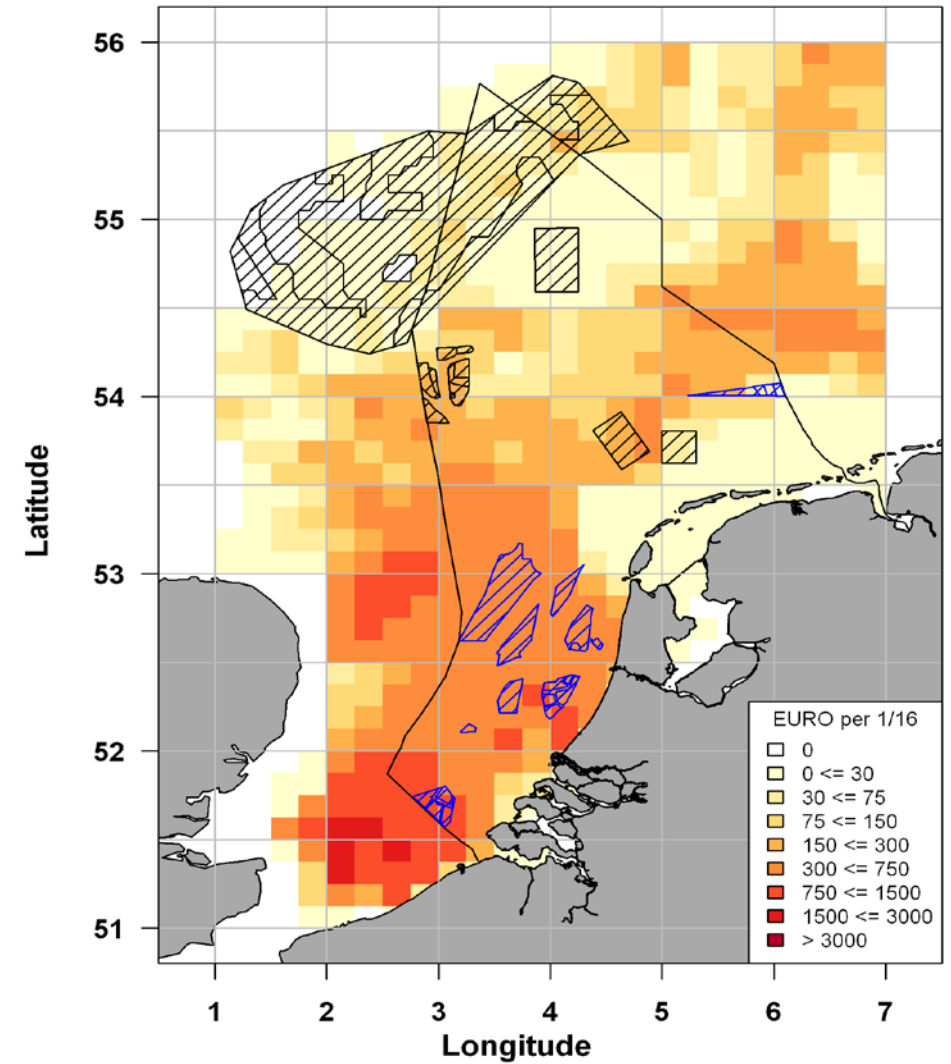 56
55
54
53
52
51
Latitude
EURO per 1/16
0
0 <= 30
30 <= 75
75 <= 150
150 <= 300
300 <= 750
750 <= 1500
1500 <= 3000
> 3000
1 2 3 4 5 6 7
Longitude